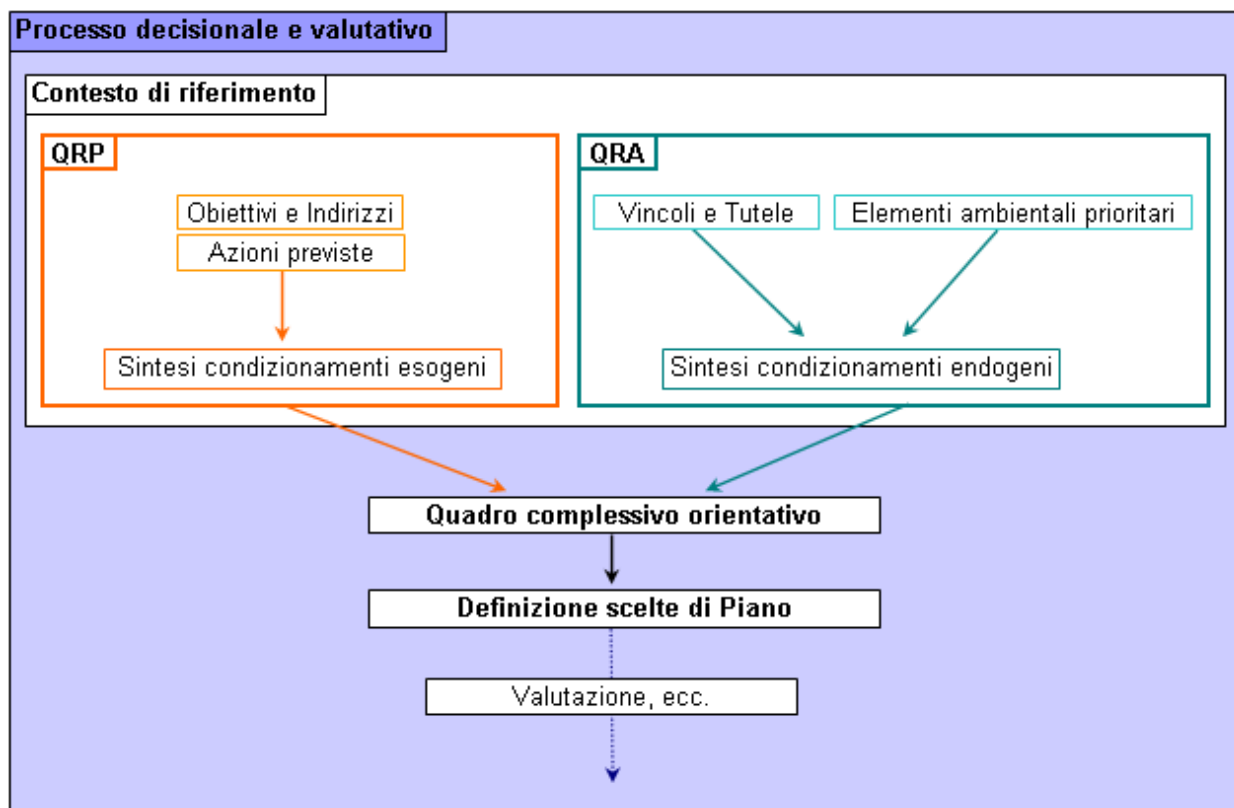 Processo decisionale e valutativo
Contesto di riferimento
QRP
Obiettivi e Indirizzi
Azioni previste
Sintesi condizionamenti esogeni
QRA
Vincoli e Tutele
Elementi ambientali prioritari
Sintesi condizionamenti endogeni
Quadro complessivo orientativo
Definizione scelte di Piano
Valutazione, ecc.